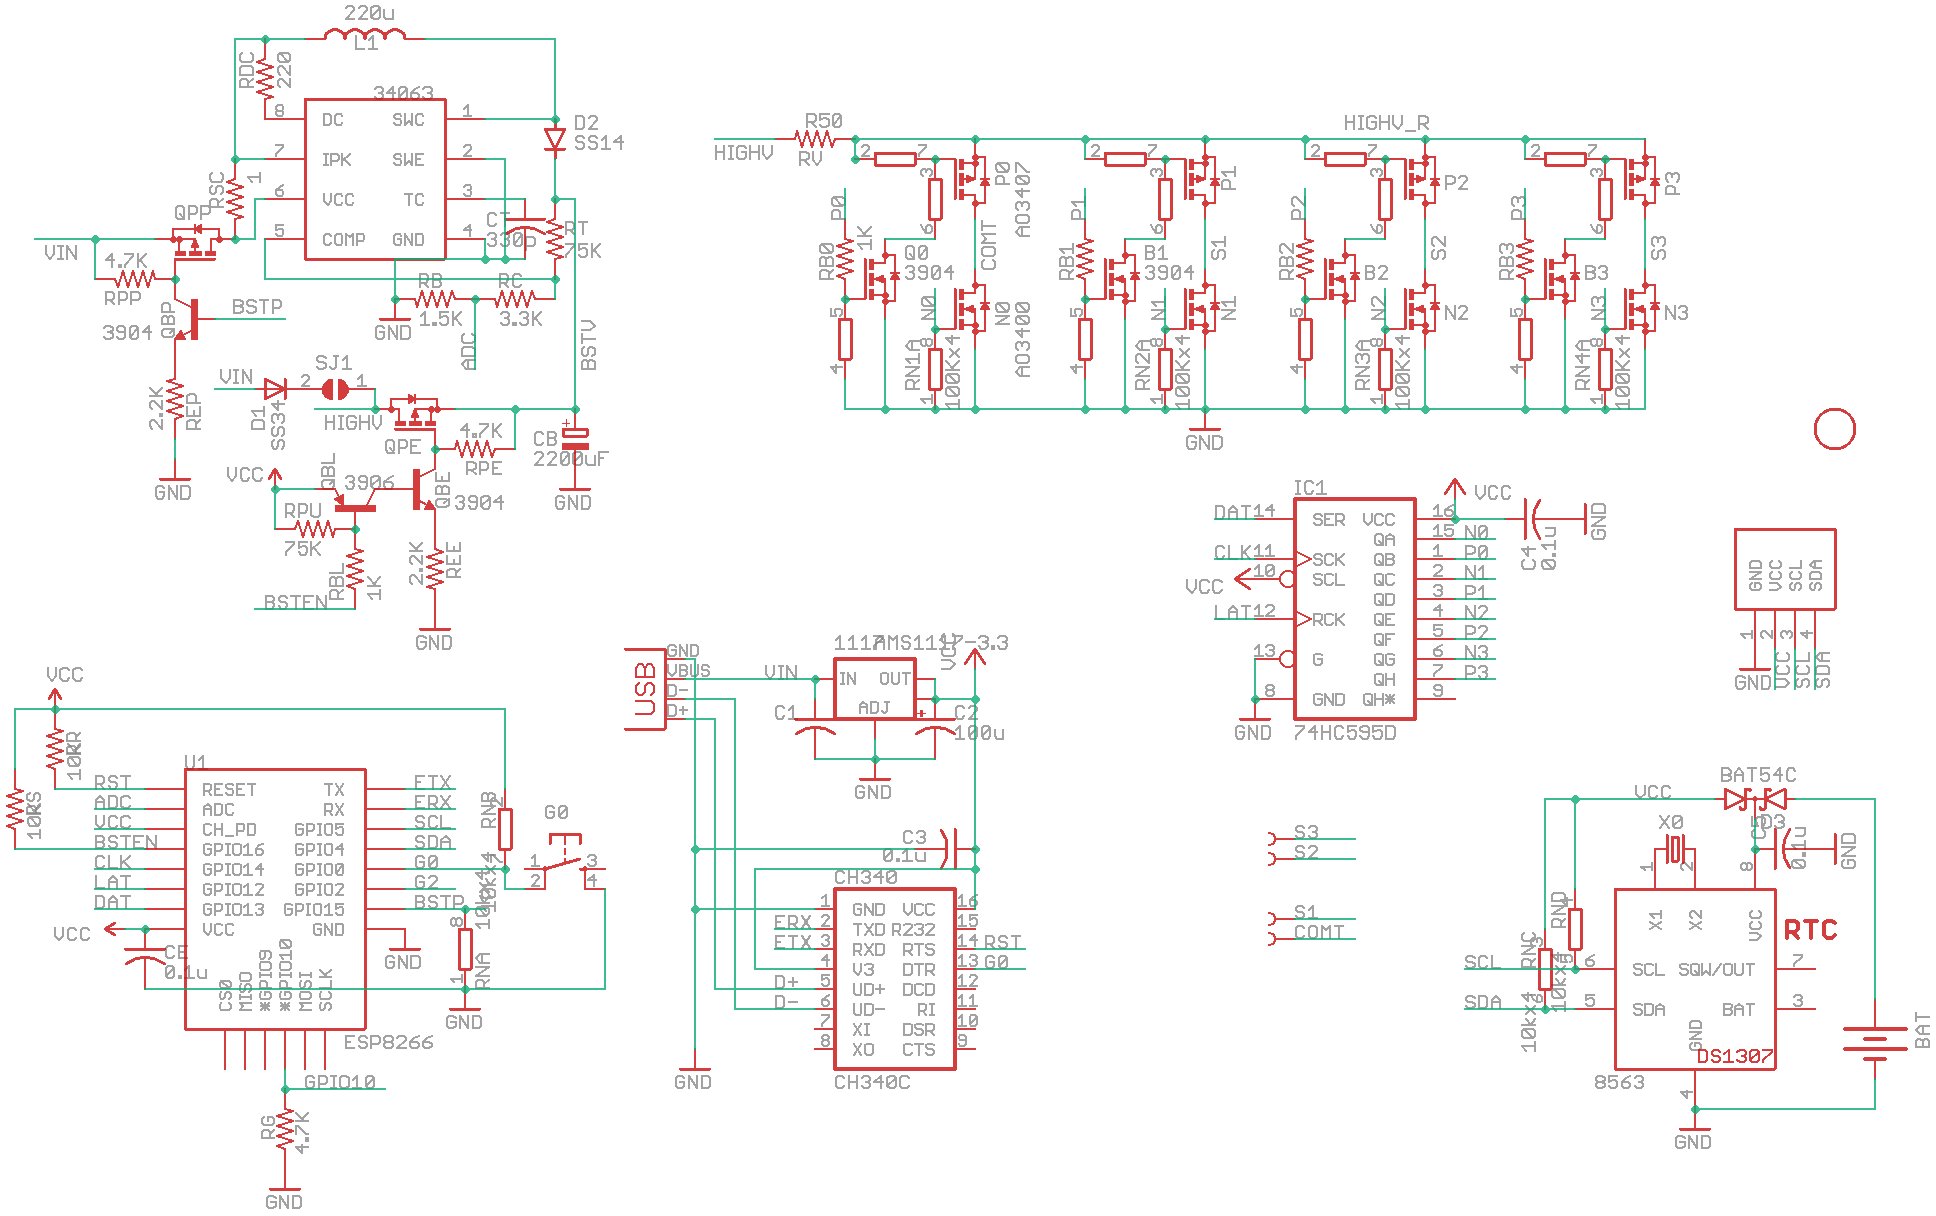 220u
L1
RDC
220
34063
8 DC SWC 1
7 IPK SWE 2
6 VCC TC 3
5 COMP GND 4
D2
SS14
RSC
1
QPP
VIN
4.7K
RPP
CT
330p
RT
75K
RB
1.5K
RC
3.3K
GND
ADC
BSTV
BSTP
QBP
3904
2.2K
REP
GND
SJ1
VIN
2 1
D1
SS34
HIGHV
QPE
4.7K
RPE
CB
2200uF
GND
VCC
QBL
3906
QBE
3904
RPU
75K
RBL
1K
BSTEN
2.2K
REE
GND
HIGHV
R50
RV
HIGHV_R
2 7
3
6
P0
RB0
1K
Q0
3904
5
4
N0
RN1A
8
1
100Kx4
P0
AO3407
COMT
N0
AO3400
2 7
3
6
P1
RB1
B1
3904
5
4
N1
RN2A
8
1
100Kx4
P1
S1
N1
2 7
3
6
P2
RB2
B2
5
4
N2
RN3A
8
1
100Kx4
P2
S2
N2
2 7
3
6
P3
RB3
B3
5
4
N3
RN4A
8
1
100Kx4
P3
S3
N3
GND
IC1
DAT 14 SER VCC 16
VCC
QA 15 N0
CLK 11 SCK QB 1 P0
VCC 10 SCL QC 2 N1
QD 3 P1
LAT 12 RCK QE 4 N2
QF 5 P2
13 G QG 6 N3
QH 7 P3
8 GND QH* 9
GND
74HC595D
C4
0.1u
GND
GND
VCC
SCL
SDA
1
2
3
4
GND
VCC
SCL
SDA
USB
GND
VBUS
D-
D+
VIN
1117
AMS1117-3.3
VCC
IN OUT
ADJ
C1
C2
100u
GND
C3
0.1u
CH340
1 GND VCC 16
ERX 2 TXD R232 15
ETX 3 RXD RTS 14 RST
4 V3 DTR 13 G0
D+ 5 UD+ DCD 12
D- 6 UD- RI 11
7 XI DSR 10
8 XO CTS 9
GND
CH340C
VCC
10K
10K
U1
RST RESET TX ETX
ADC ADC RX ERX
VCC CH_PD GPIO5 SCL
BSTEN GPIO16 GPIO4 SDA
CLK GPIO14 GPIO0 G0
LAT GPIO12 GPIO2 G2
DAT GPIO13 GPIO15 BSTP
VCC VCC GND
CE
0.1u
CS0
MISO
*GPIO9
*GPIO10
MOSI
SCLK
ESP8266
GND
GPIO10
RG
4.7K
GND
RNB
2
7
10kx4
G0
1 3
2 4
8
1
10kx4
RNA
GND
S3
S2
S1
COMT
BAT54C
VCC
D3
X0
1
2
8
0.1u
GND
X1
X2
VCC
RTC
RND
RNC
10kx4
10kx4
SCL 6 SCL SQW/OUT 7
SDA 5 SDA BAT 3
GND
DS1307
8563
4
GND
BAT